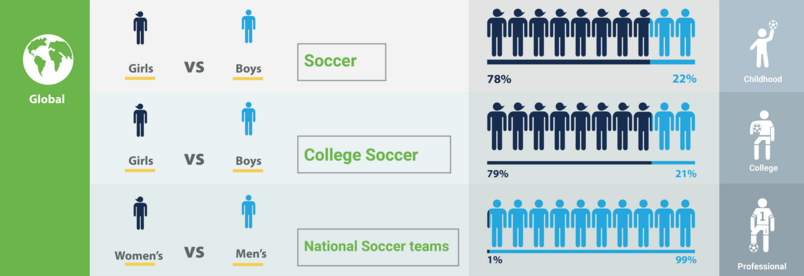 Global
Girls VS Boys
Soccer
78% 22%
Childhood
Girls VS Boys
College Soccer
79% 21%
College
Women's VS Men's
National Soccer teams
1% 99%
1
Professional